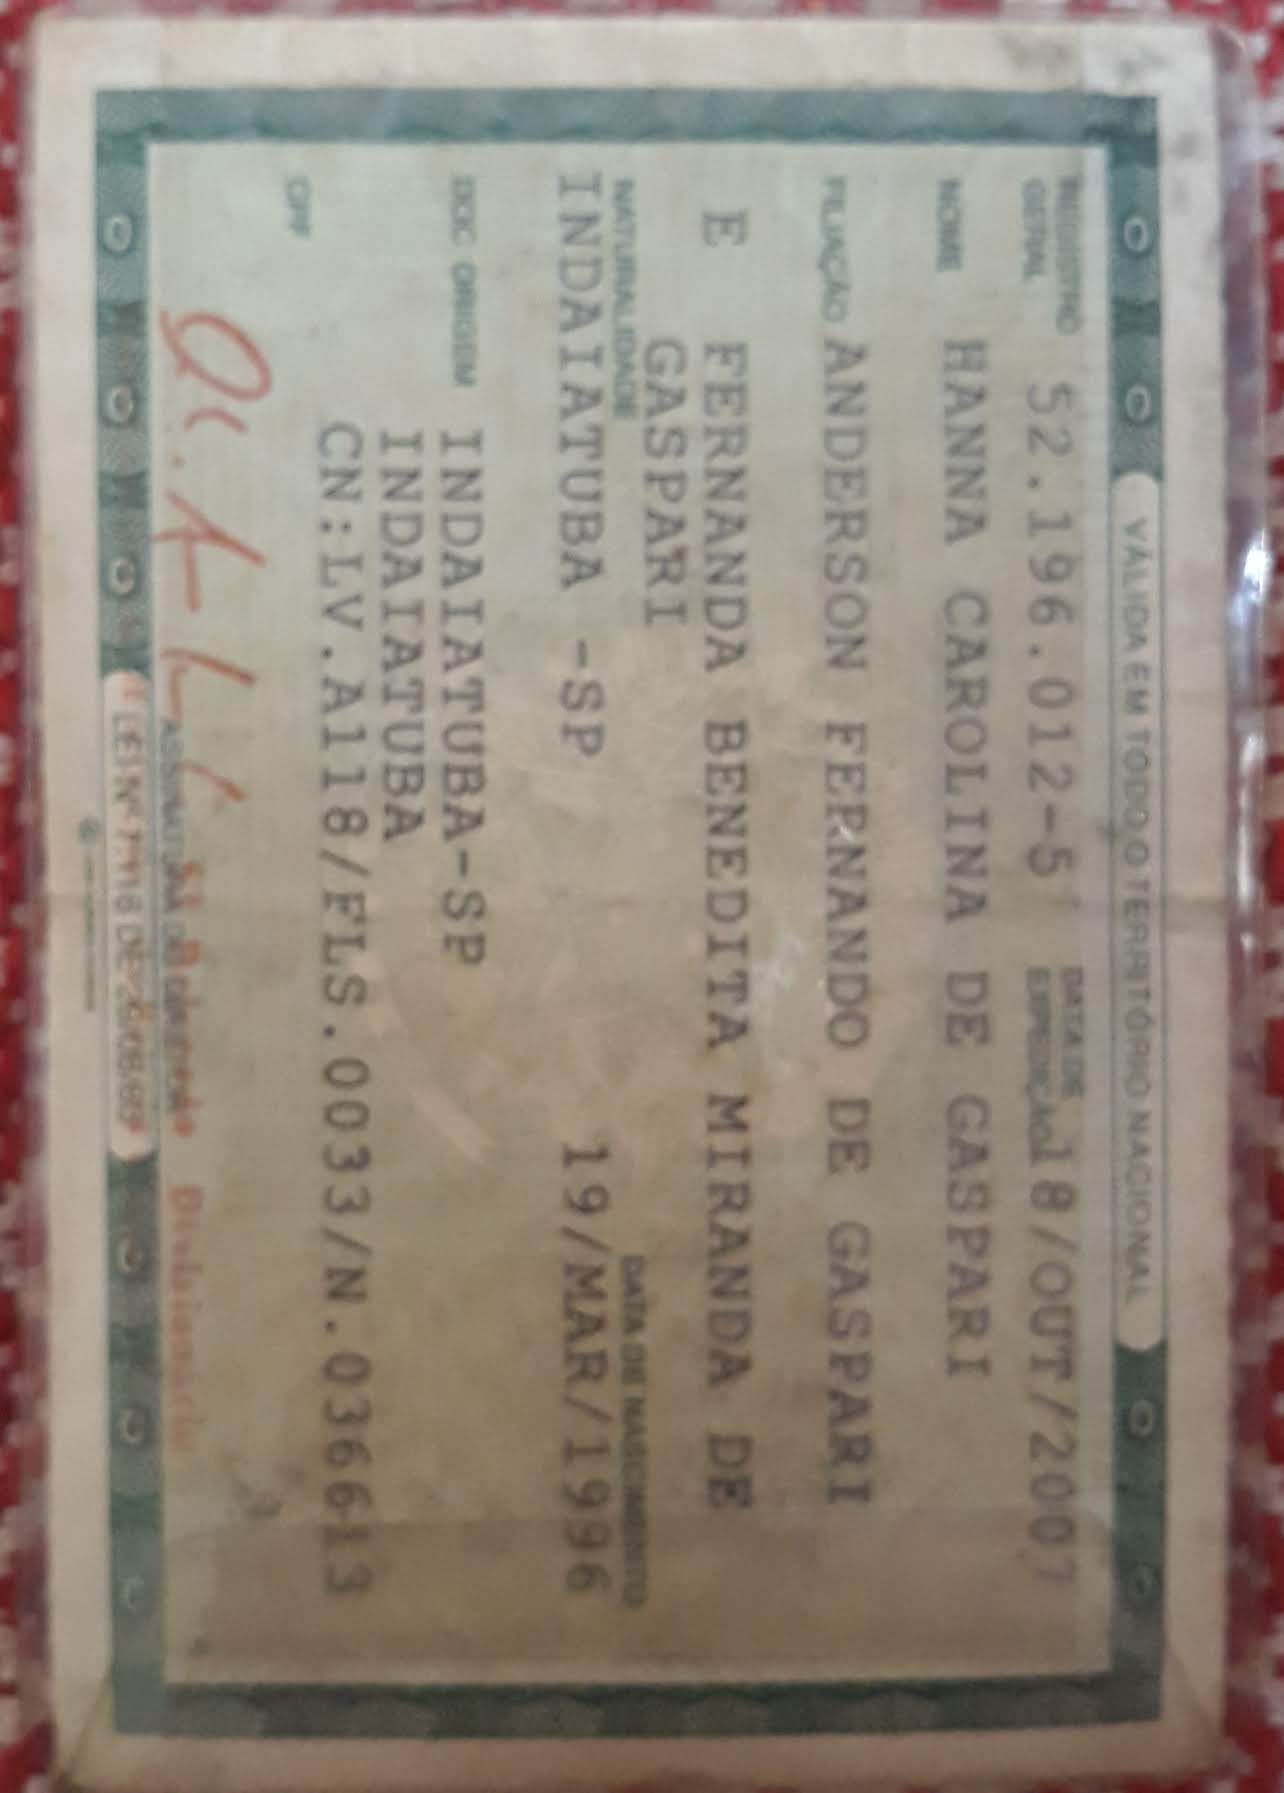 VÁLIDA EM TODO O TERRITÓRIO NACIONAL
REGISTRO GERAL 52.196.012-5 DATA DE EXPEDIÇÃO 18/OUT/2007
NOME HANNA CAROLINA DE GASPARI
FILIAÇÃO ANDERSON FERNANDO DE GASPARI
E FERNANDA BENEDITA MIRANDA DE
GASPARI
NATURALIDADE DATA DE NASCIMENTO
INDAIATUBA -SP 19/MAR/1996
DOC ORIGEM INDAIATUBA-SP
INDAIATUBA
CN:LV.A118/FLS.0033/N.036613
CPF
ASSINATURA DO
LEI Nº 7.116 DE 29/08/83